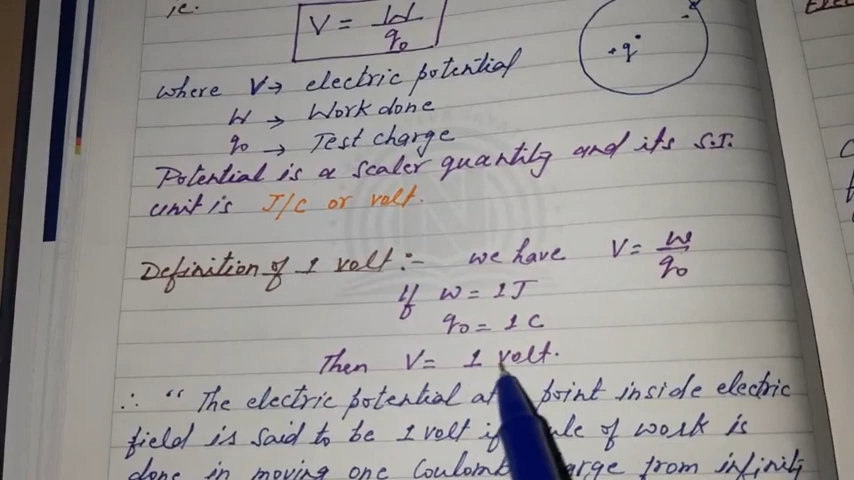 ie.
V = W/q₀
+q
where V → electric potential
W → Work done
q₀ → Test charge
Potential is a scaler quantity and its S.I.
unit is J/C or volt.
Definition of 1 volt :- we have V = W/q₀
If W = 1J
q₀ = 1C
Then V = 1 volt.
∴ "The electric potential at point inside electric
field is said to be 1 volt if of work is
done in moving one Coulomb charge from infinity